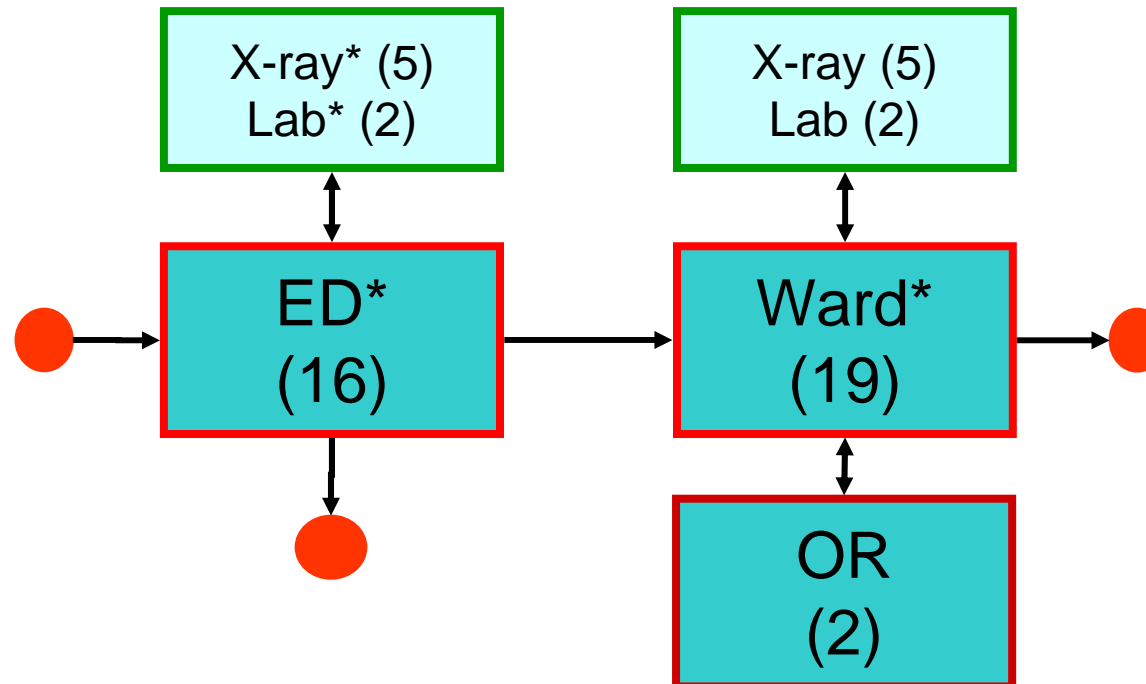 X-ray* (5)
Lab* (2)
X-ray (5)
Lab (2)
ED*
(16)
Ward*
(19)
OR
(2)